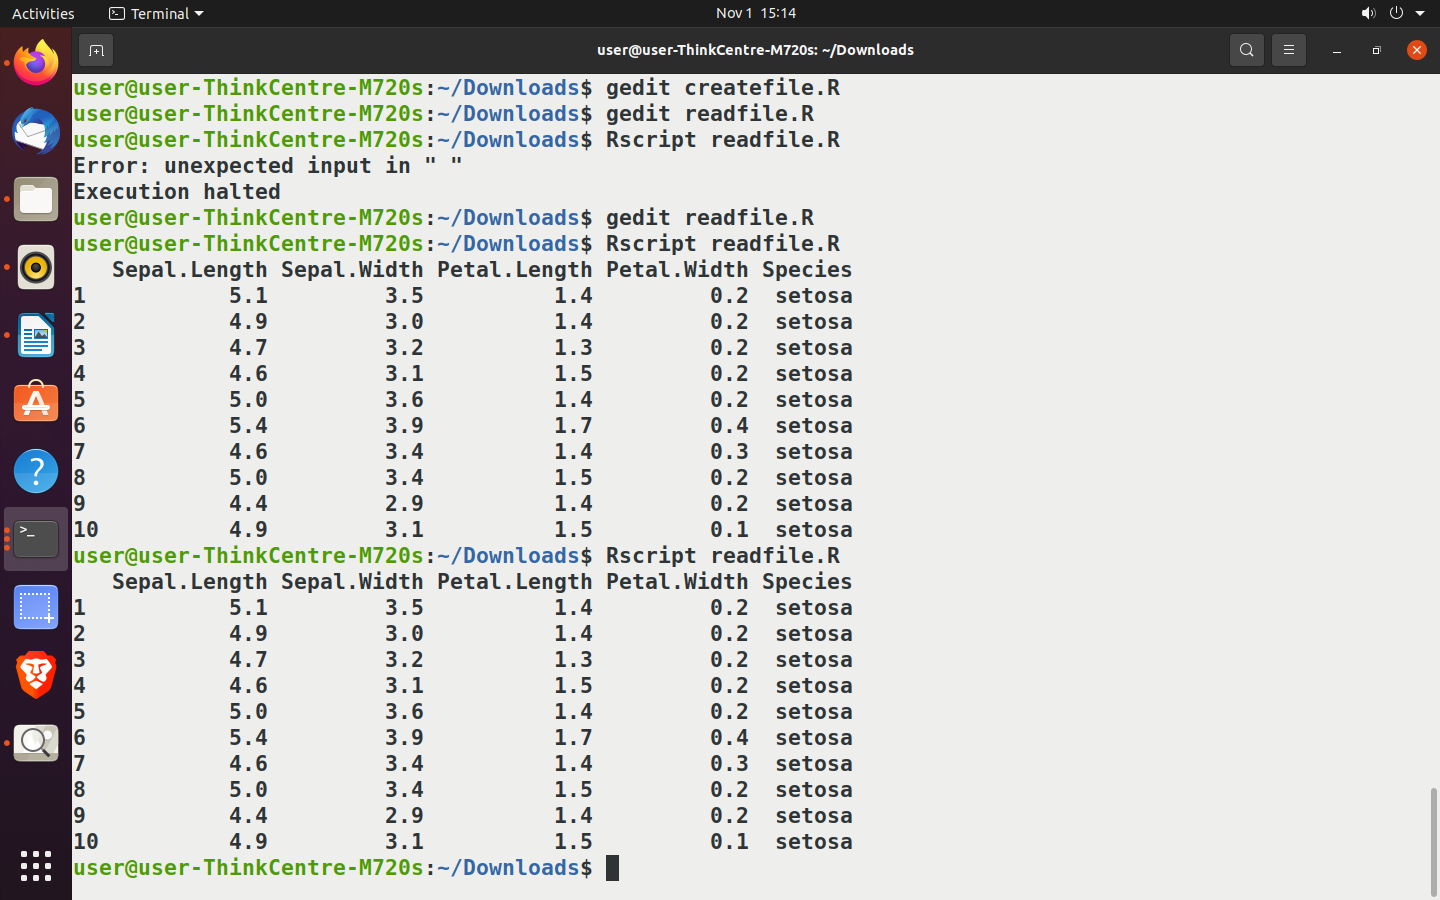 Activities Terminal Nov 1 15:14
user@user-ThinkCentre-M720s: ~/Downloads
user@user-ThinkCentre-M720s:~/Downloads$ gedit createfile.R
user@user-ThinkCentre-M720s:~/Downloads$ gedit readfile.R
user@user-ThinkCentre-M720s:~/Downloads$ Rscript readfile.R
Error: unexpected input in " "
Execution halted
user@user-ThinkCentre-M720s:~/Downloads$ gedit readfile.R
user@user-ThinkCentre-M720s:~/Downloads$ Rscript readfile.R
Sepal.Length Sepal.Width Petal.Length Petal.Width Species
1 5.1 3.5 1.4 0.2 setosa
2 4.9 3.0 1.4 0.2 setosa
3 4.7 3.2 1.3 0.2 setosa
4 4.6 3.1 1.5 0.2 setosa
5 5.0 3.6 1.4 0.2 setosa
6 5.4 3.9 1.7 0.4 setosa
7 4.6 3.4 1.4 0.3 setosa
8 5.0 3.4 1.5 0.2 setosa
9 4.4 2.9 1.4 0.2 setosa
10 4.9 3.1 1.5 0.1 setosa
user@user-ThinkCentre-M720s:~/Downloads$ Rscript readfile.R
Sepal.Length Sepal.Width Petal.Length Petal.Width Species
1 5.1 3.5 1.4 0.2 setosa
2 4.9 3.0 1.4 0.2 setosa
3 4.7 3.2 1.3 0.2 setosa
4 4.6 3.1 1.5 0.2 setosa
5 5.0 3.6 1.4 0.2 setosa
6 5.4 3.9 1.7 0.4 setosa
7 4.6 3.4 1.4 0.3 setosa
8 5.0 3.4 1.5 0.2 setosa
9 4.4 2.9 1.4 0.2 setosa
10 4.9 3.1 1.5 0.1 setosa
user@user-ThinkCentre-M720s:~/Downloads$